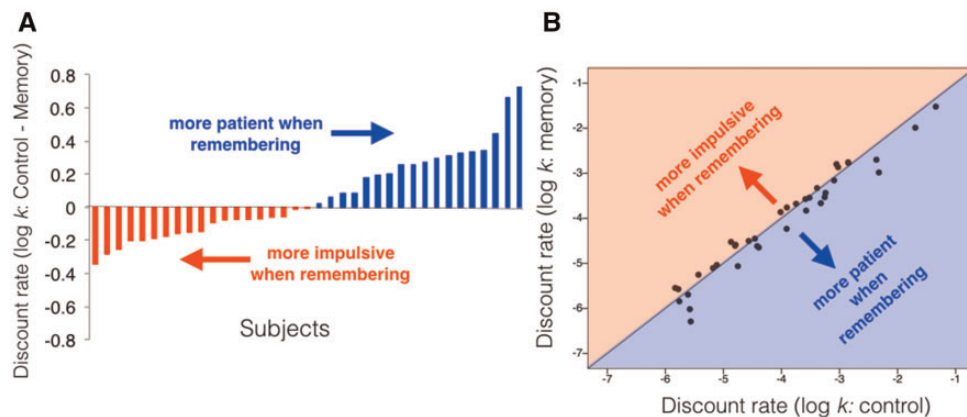 A
Discount rate (log k: Control - Memory)
0.8
0.6
0.4
0.2
0
-0.2
-0.4
-0.6
-0.8
more patient when
remembering
more impulsive
when remembering
Subjects
B
Discount rate (log k: memory)
-1
-2
-3
-4
-5
-6
-7
more impulsive
when remembering
more patient
when
remembering
-7 -6 -5 -4 -3 -2 -1
Discount rate (log k: control)